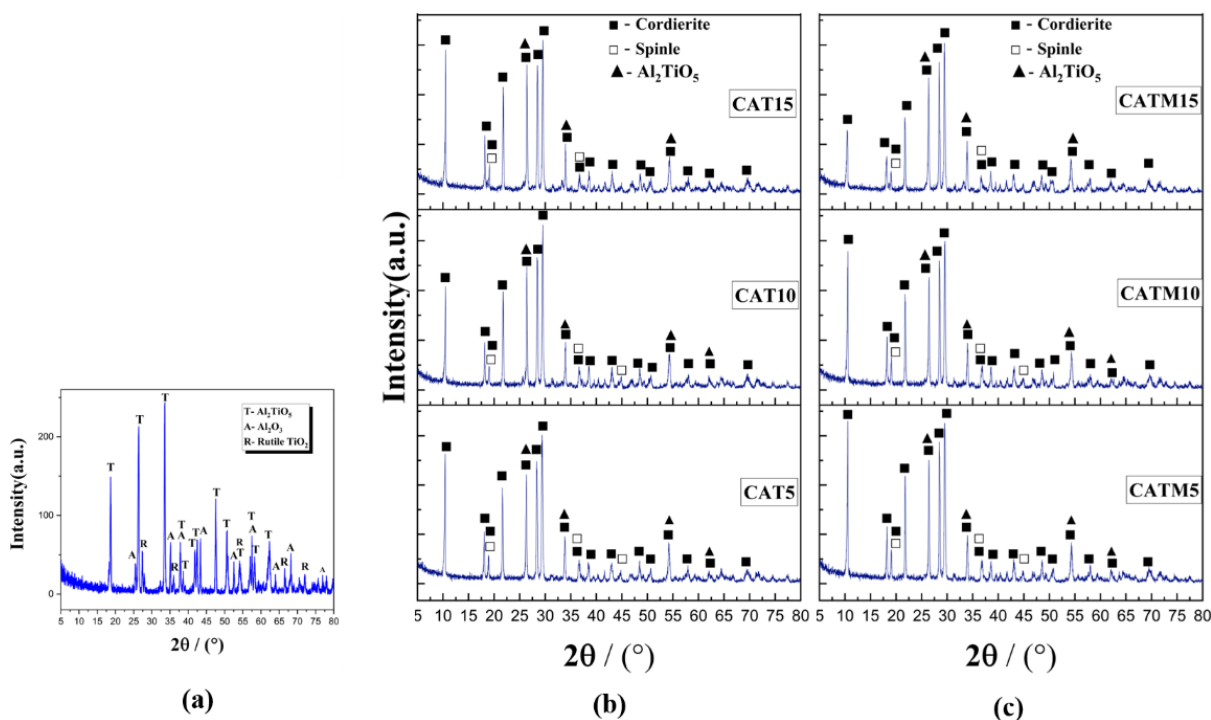 ■ - Cordierite
□ - Spinle
▲ - Al₂TiO₅
CAT15
CAT10
CAT5
Intensity(a.u.)
5 10 15 20 25 30 35 40 45 50 55 60 65 70 75 80
2θ / (°)
(b)
■ - Cordierite
□ - Spinle
▲ - Al₂TiO₅
CATM15
CATM10
CATM5
5 10 15 20 25 30 35 40 45 50 55 60 65 70 75 80
2θ / (°)
(c)
T- Al₂TiO₅
A- Al₂O₃
R- Rutile TiO₂
Intensity(a.u.)
200
100
0
T
T
A
R
T
A
R
T
A
T
T
T
A
T
T
A
R
T
T
A
T
T
A
R
A
R
A
5 10 15 20 25 30 35 40 45 50 55 60 65 70 75 80
2θ / (°)
(a)